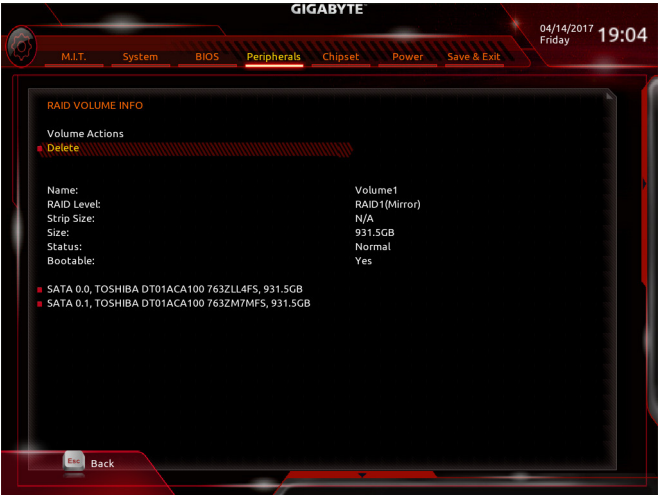 GIGABYTE
04/14/2017 19:04
Friday
M.I.T. System BIOS Peripherals Chipset Power Save & Exit
RAID VOLUME INFO
Volume Actions
Delete
Name: Volume1
RAID Level: RAID1(Mirror)
Strip Size: N/A
Size: 931.5GB
Status: Normal
Bootable: Yes
SATA 0.0, TOSHIBA DT01ACA100 763ZLL4FS, 931.5GB
SATA 0.1, TOSHIBA DT01ACA100 763ZM7MFS, 931.5GB
Esc Back